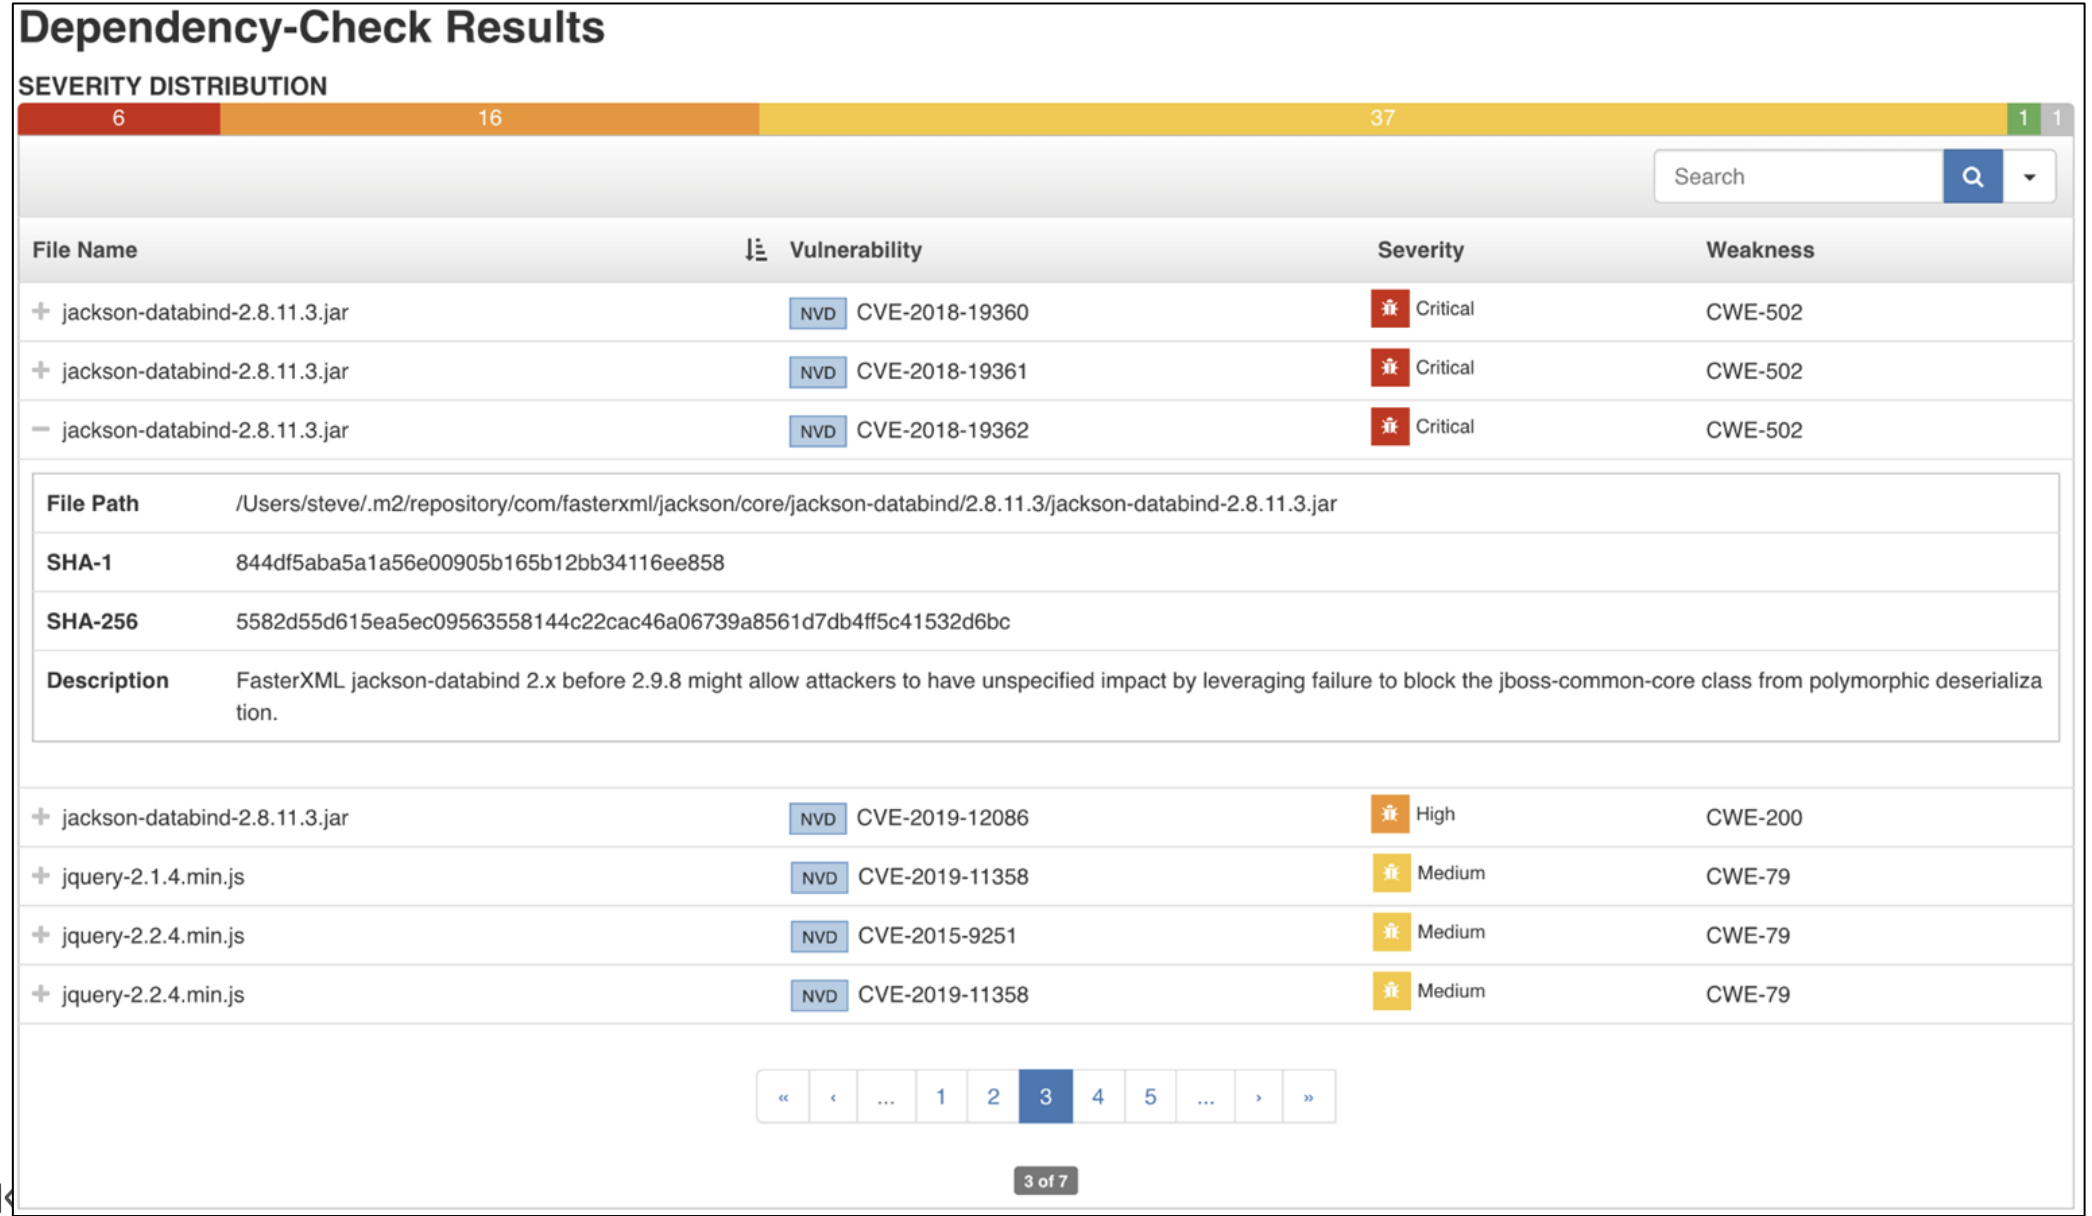 Dependency-Check Results
SEVERITY DISTRIBUTION
6 16 37 1 1
Search
File Name Vulnerability Severity Weakness
jackson-databind-2.8.11.3.jar NVD CVE-2018-19360 Critical CWE-502
jackson-databind-2.8.11.3.jar NVD CVE-2018-19361 Critical CWE-502
jackson-databind-2.8.11.3.jar NVD CVE-2018-19362 Critical CWE-502
File Path /Users/steve/.m2/repository/com/fasterxml/jackson/core/jackson-databind/2.8.11.3/jackson-databind-2.8.11.3.jar
SHA-1 844df5aba5a1a56e00905b165b12bb34116ee858
SHA-256 5582d55d615ea5ec09563558144c22cac46a06739a8561d7db4ff5c41532d6bc
Description FasterXML jackson-databind 2.x before 2.9.8 might allow attackers to have unspecified impact by leveraging failure to block the jboss-common-core class from polymorphic deserializa
tion.
jackson-databind-2.8.11.3.jar NVD CVE-2019-12086 High CWE-200
jquery-2.1.4.min.js NVD CVE-2019-11358 Medium CWE-79
jquery-2.2.4.min.js NVD CVE-2015-9251 Medium CWE-79
jquery-2.2.4.min.js NVD CVE-2019-11358 Medium CWE-79
« ‹ ... 1 2 3 4 5 ... › »
3 of 7